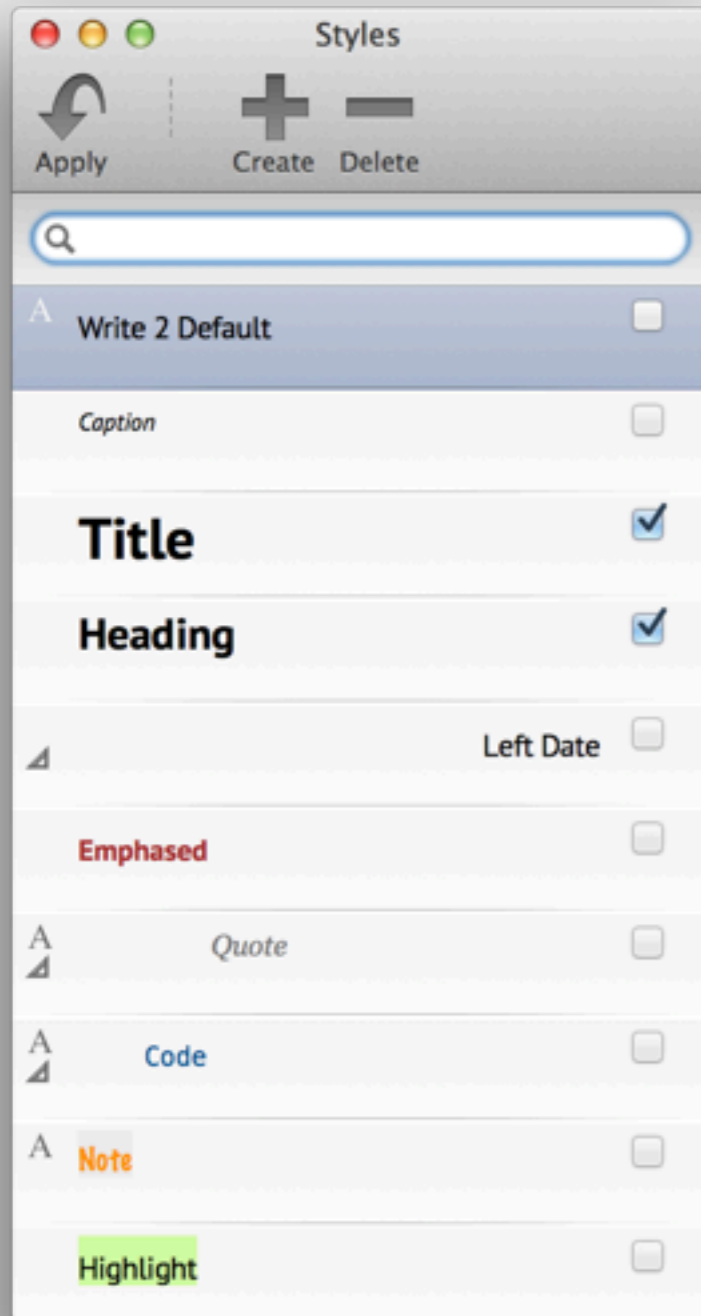 Styles
Apply Create Delete
A Write 2 Default
Caption
Title
Heading
Left Date
Emphased
A Quote
A Code
A Note
Highlight